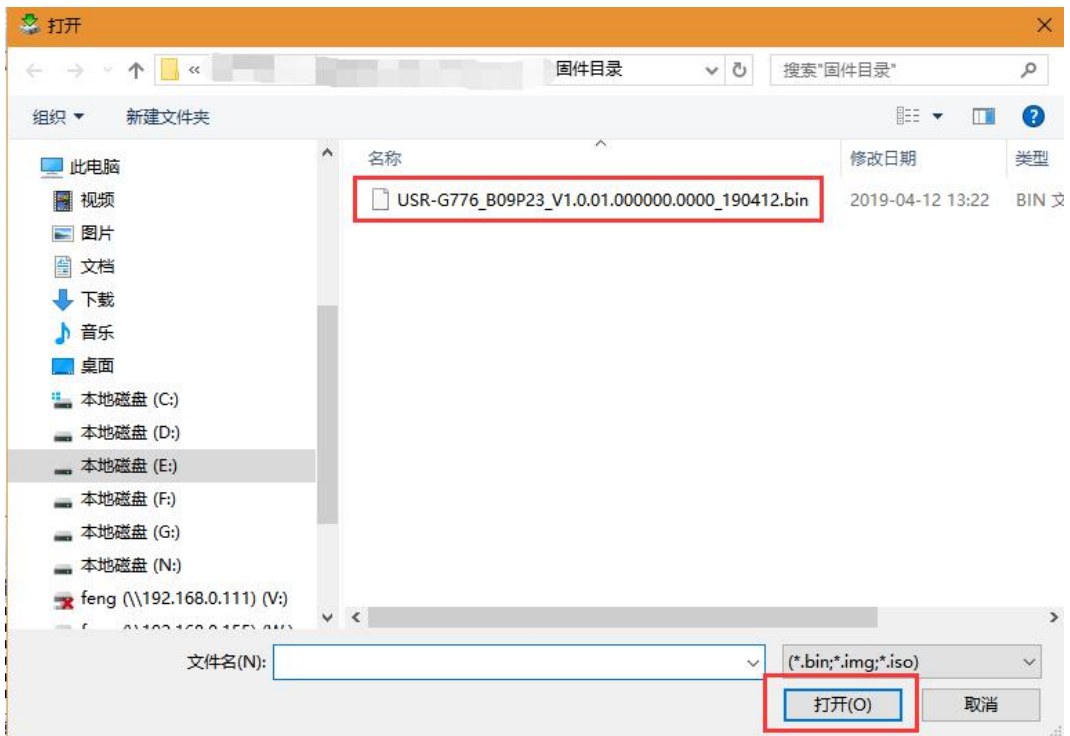 打开
« 固件目录
搜索"固件目录"
组织 新建文件夹
名称 修改日期 类型
USR-G776_B09P23_V1.0.01.000000.0000_190412.bin 2019-04-12 13:22 BIN
此电脑
视频
图片
文档
下载
音乐
桌面
本地磁盘 (C:)
本地磁盘 (D:)
本地磁盘 (E:)
本地磁盘 (F:)
本地磁盘 (G:)
本地磁盘 (N:)
feng (\\192.168.0.111) (V:)
文件名(N): (*.bin;*.img;*.iso)
打开(O) 取消